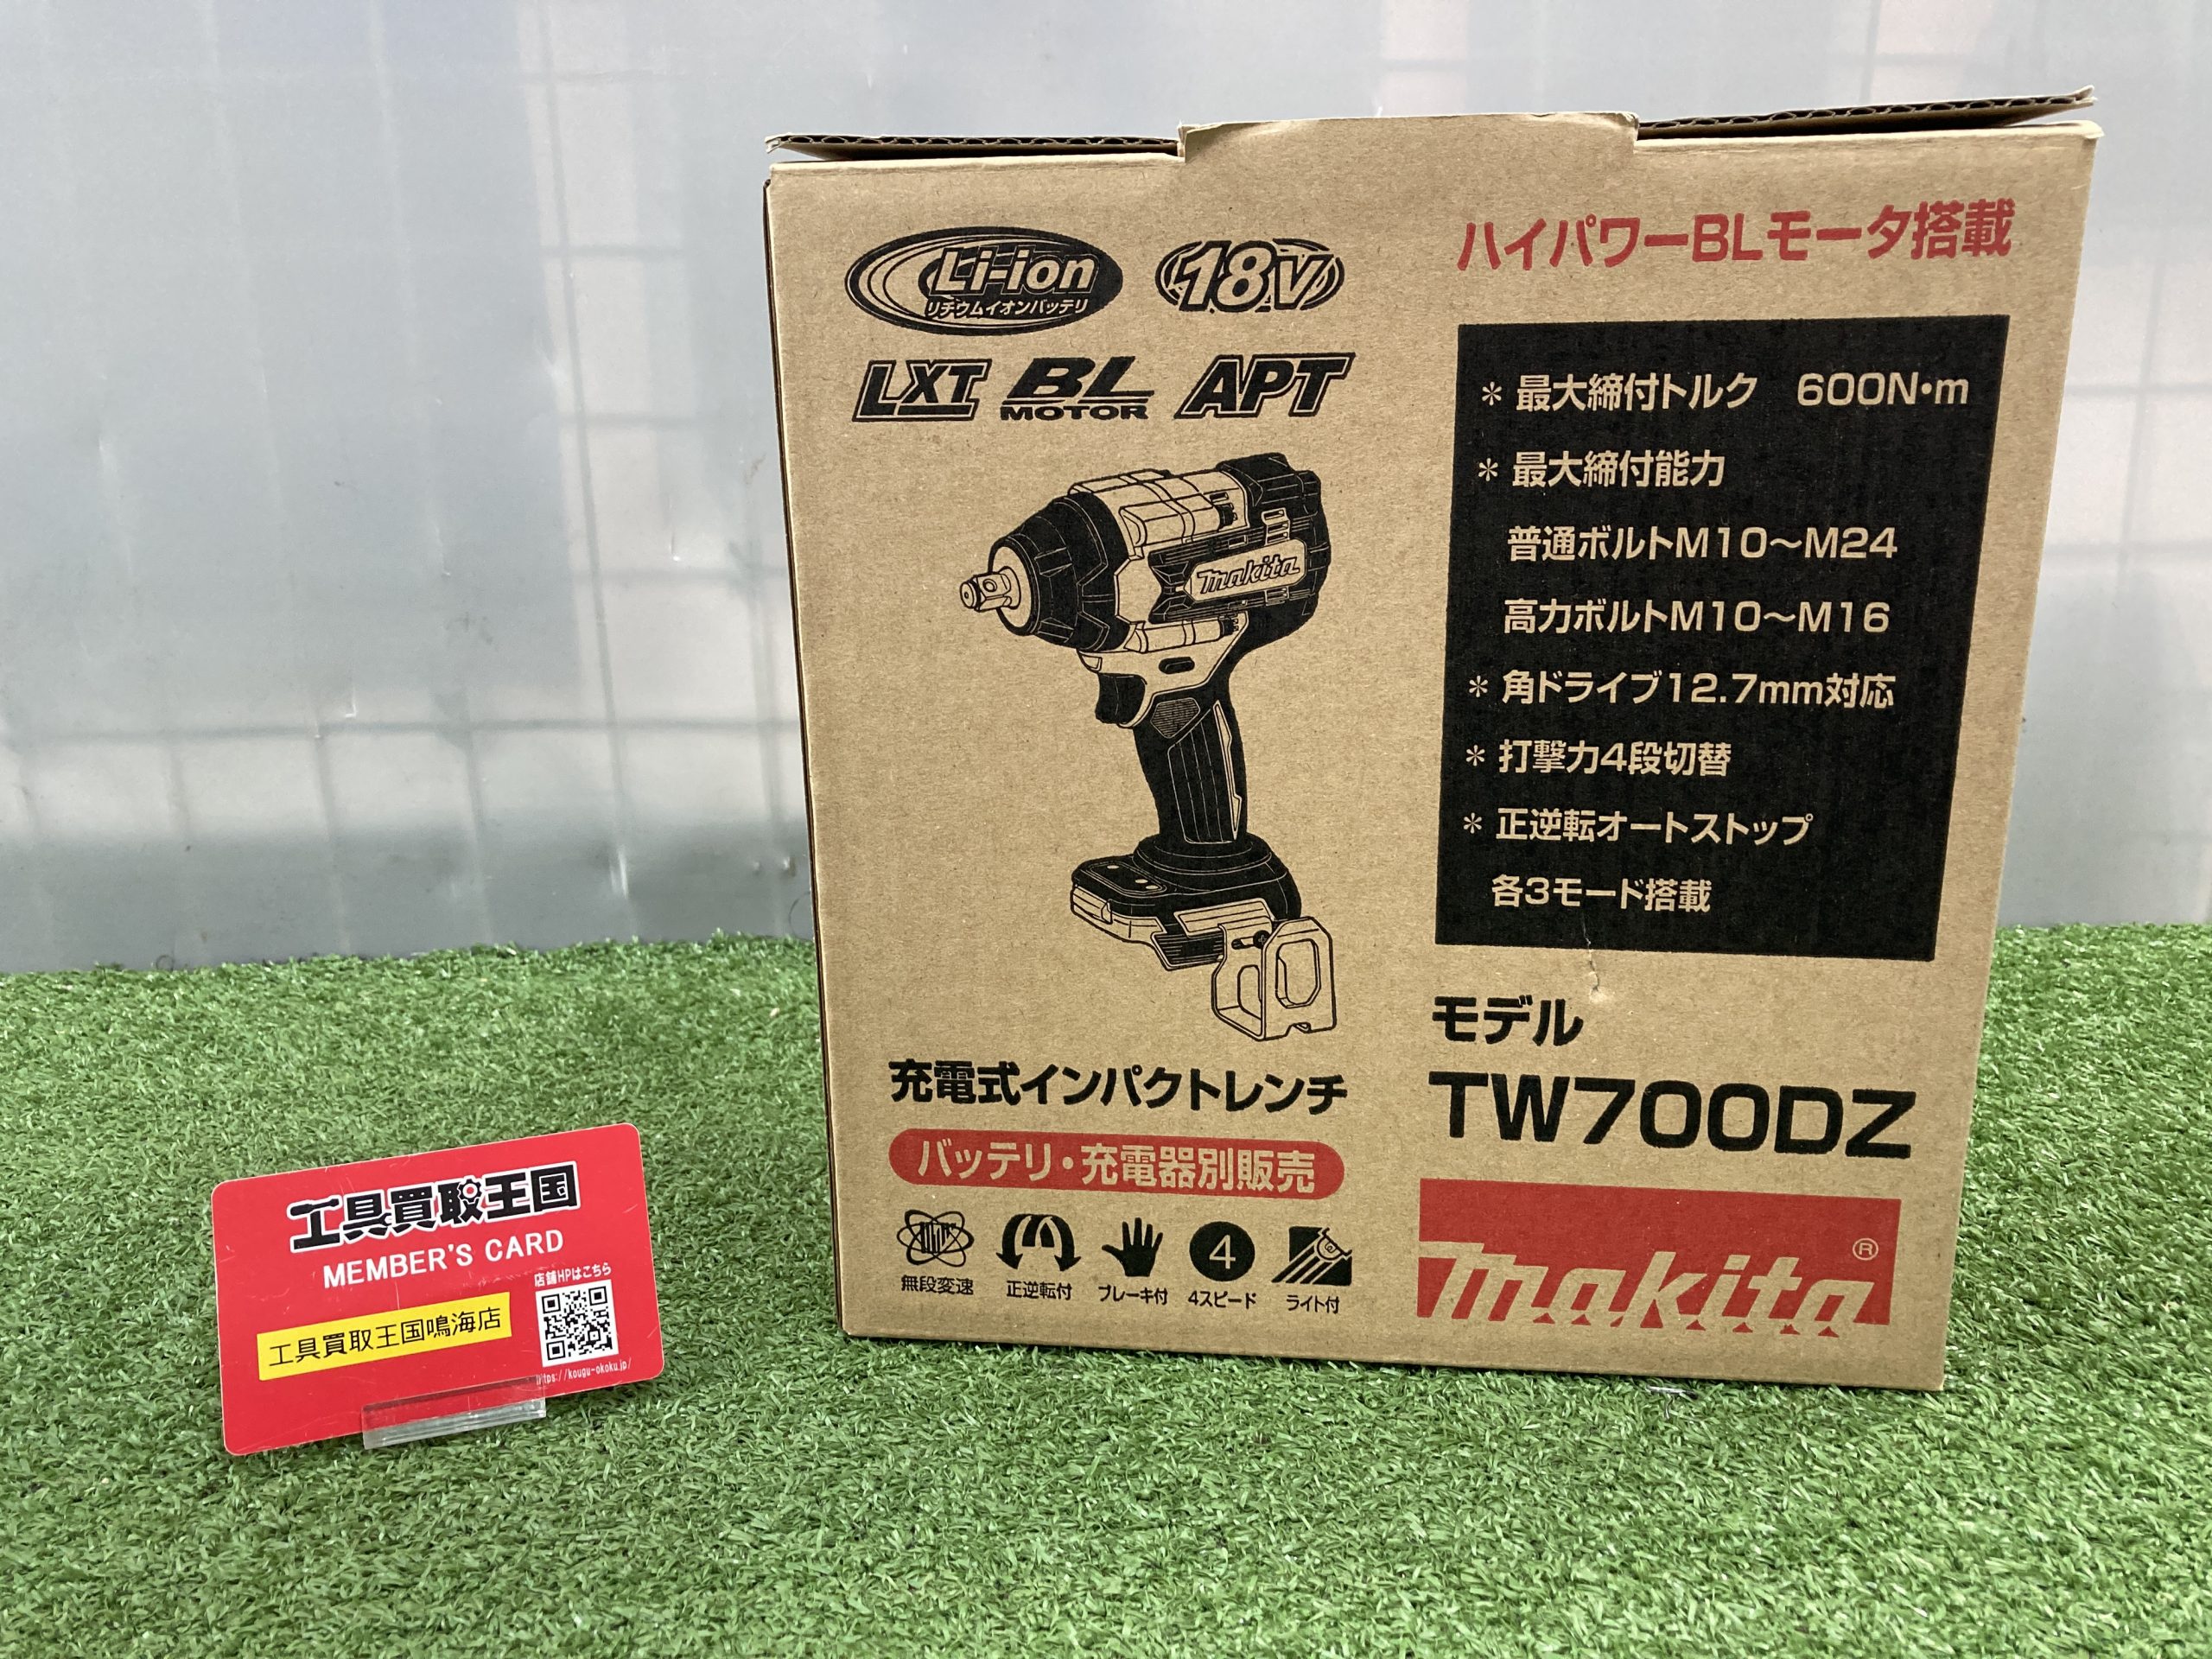 Li-ion
リチウムイオンバッテリ
18V
LXT BL MOTOR APT
makita
充電式インパクトレンチ
バッテリ・充電器別販売
無段変速 正逆転付 ブレーキ付 4 4スピード ライト付
ハイパワーBLモータ搭載
* 最大締付トルク 600N・m
* 最大締付能力
普通ボルトM10〜M24
高力ボルトM10〜M16
* 角ドライブ12.7mm対応
* 打撃力4段切替
* 正逆転オートストップ
各3モード搭載
モデル
TW700DZ
makita®
工具買取王国
MEMBER'S CARD
店舗HPはこちら
工具買取王国鳴海店
https://kougu-okoku.jp/